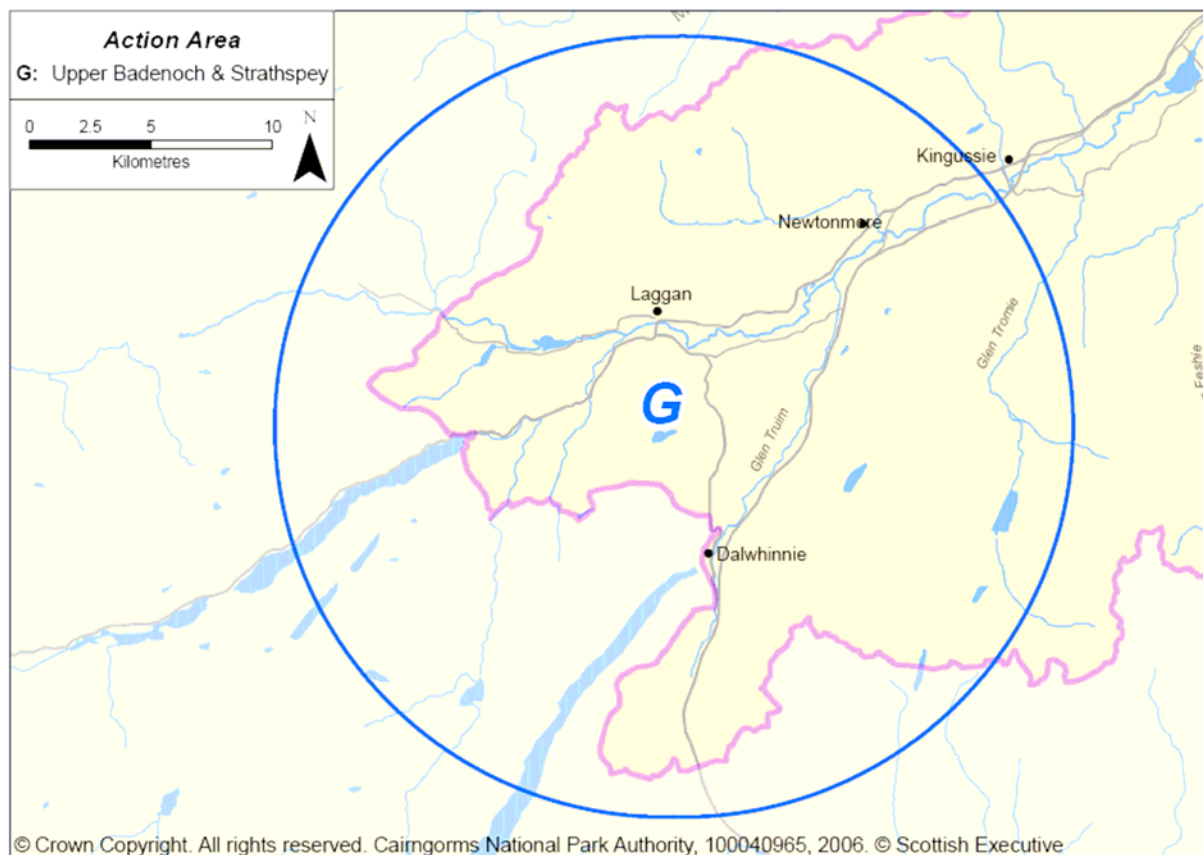 Action Area
G: Upper Badenoch & Strathspey
0 2.5 5 10
Kilometres
N
Kingussie
Newtonmore
Laggan
Glen Tromie
Feshie
G
Glen Truim
Dalwhinnie
© Crown Copyright. All rights reserved. Cairngorms National Park Authority, 100040965, 2006. © Scottish Executive